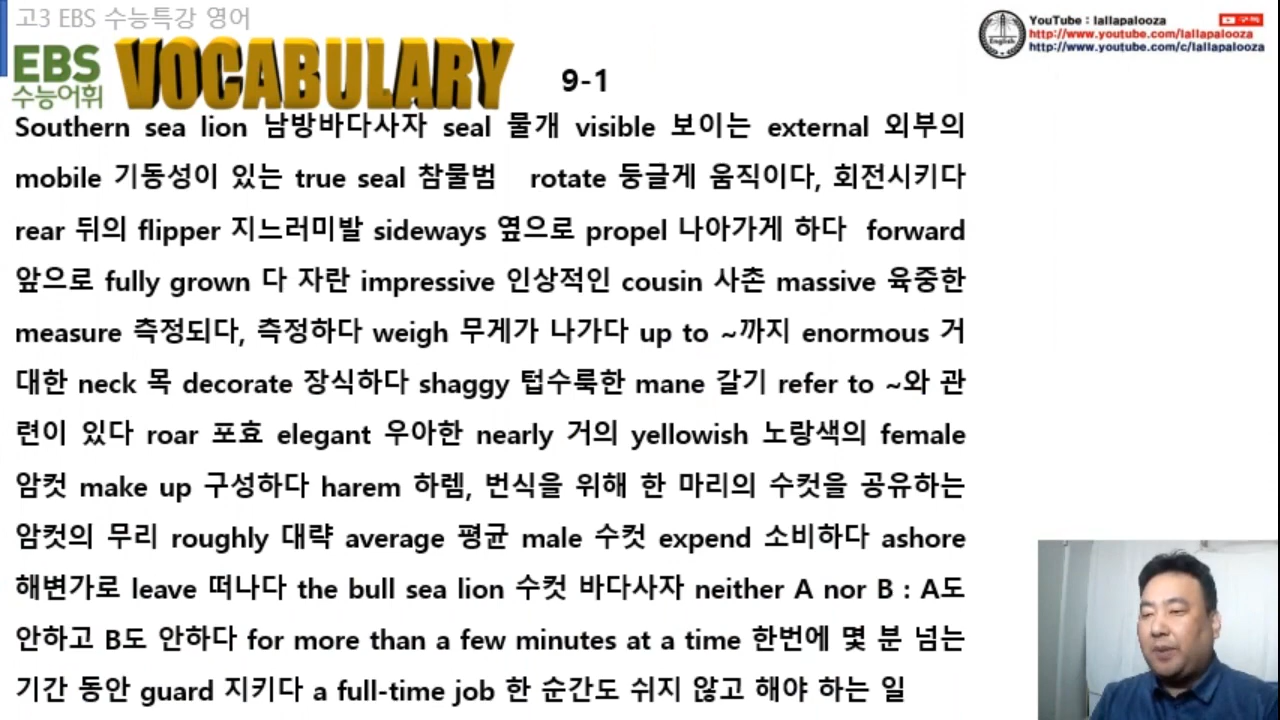 고3 EBS 수능특강 영어
YouTube : lallapalooza
구독
http://www.youtube.com/lallapalooza
http://www.youtube.com/c/lallapalooza
English
EBS
수능어휘
VOCABULARY
9-1
Southern sea lion 남방바다사자 seal 물개 visible 보이는 external 외부의
mobile 기동성이 있는 true seal 참물범 rotate 둥글게 움직이다, 회전시키다
rear 뒤의 flipper 지느러미발 sideways 옆으로 propel 나아가게 하다 forward
앞으로 fully grown 다 자란 impressive 인상적인 cousin 사촌 massive 육중한
measure 측정되다, 측정하다 weigh 무게가 나가다 up to ~까지 enormous 거
대한 neck 목 decorate 장식하다 shaggy 텁수룩한 mane 갈기 refer to ~와 관
련이 있다 roar 포효 elegant 우아한 nearly 거의 yellowish 노랑색의 female
암컷 make up 구성하다 harem 하렘, 번식을 위해 한 마리의 수컷을 공유하는
암컷의 무리 roughly 대략 average 평균 male 수컷 expend 소비하다 ashore
해변가로 leave 떠나다 the bull sea lion 수컷 바다사자 neither A nor B : A도
안하고 B도 안하다 for more than a few minutes at a time 한번에 몇 분 넘는
기간 동안 guard 지키다 a full-time job 한 순간도 쉬지 않고 해야 하는 일